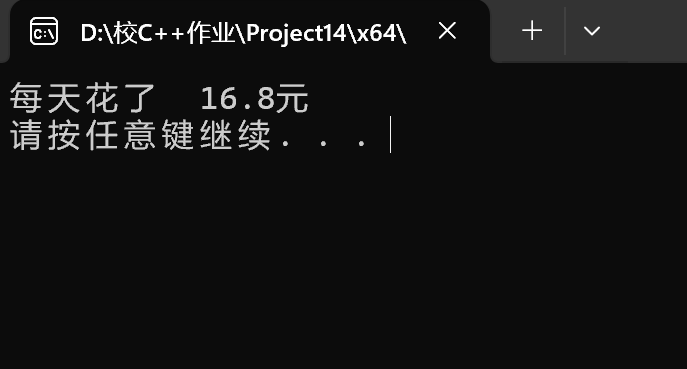 D:\校C++作业\Project14\x64\
每天花了  16.8元
请按任意键继续. . .